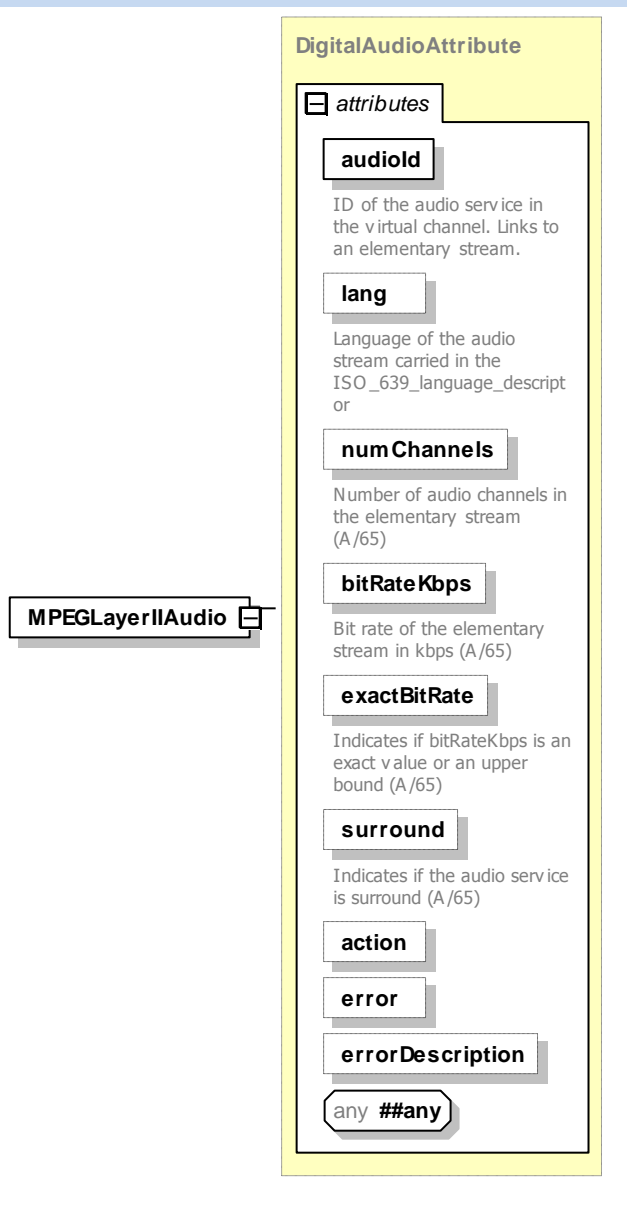 DigitalAudioAttribute
attributes
audioId
ID of the audio service in
the virtual channel. Links to
an elementary stream.
lang
Language of the audio
stream carried in the
ISO_639_language_descript
or
numChannels
Number of audio channels in
the elementary stream
(A/65)
bitRateKbps
Bit rate of the elementary
stream in kbps (A/65)
MPEGLayerIIAudio
exactBitRate
Indicates if bitRateKbps is an
exact value or an upper
bound (A/65)
surround
Indicates if the audio service
is surround (A/65)
action
error
errorDescription
any ##any